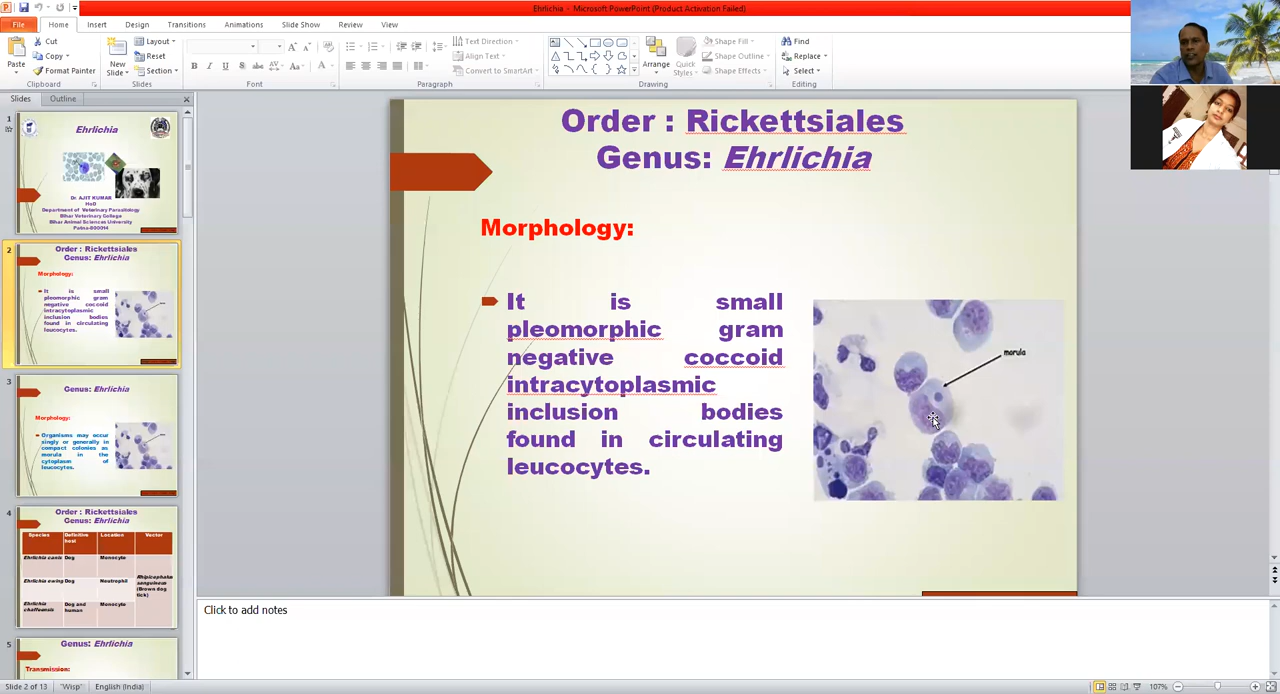 Ehrlichia - Microsoft PowerPoint (Product Activation Failed)
File Home Insert Design Transitions Animations Slide Show Review View
Paste
Cut
Copy
Format Painter
Clipboard
New Slide
Layout
Reset
Section
Slides
Font
Text Direction
Align Text
Convert to SmartArt
Paragraph
Arrange
Quick Styles
Shape Fill
Shape Outline
Shape Effects
Drawing
Find
Replace
Select
Editing
Slides Outline
1
Ehrlichia
Dr. AJIT KUMAR
HoD
Department of Veterinary Parasitology
Bihar Veterinary College
Bihar Animal Sciences University
Patna-800014
2
Order : Rickettsiales
Genus: Ehrlichia
Morphology:
It is small
pleomorphic gram
negative coccoid
intracytoplasmic
inclusion bodies
found in circulating
leucocytes.
3
Genus: Ehrlichia
Morphology:
Organisms may occur
singly or generally in
compact colonies as
morula in the
cytoplasm of
leucocytes.
4
Order : Rickettsiales
Genus: Ehrlichia
Species Definitive host Location Vector
Ehrlichia canis Dog Monocyte
Ehrlichia ewing Dog Neutrophil
Ehrlichia chaffeensis Dog and human Monocyte
sanguineus (Brown dog tick)
5
Genus: Ehrlichia
Transmission:
Order : Rickettsiales
Genus: Ehrlichia
Morphology:
It is small
pleomorphic gram
negative coccoid
intracytoplasmic
inclusion bodies
found in circulating
leucocytes.
morula
Click to add notes
Slide 2 of 13 "Wisp" English (India) 107%